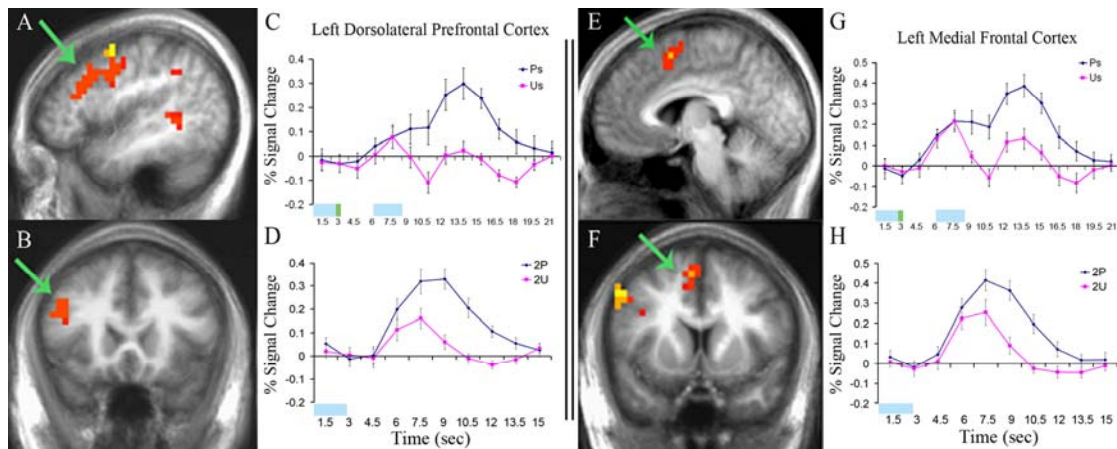 A
C
Left Dorsolateral Prefrontal Cortex
% Signal Change
0.5
0.4
0.3
0.2
0.1
0
-0.1
-0.2
Ps
Us
1.5 3 4.5 6 7.5 9 10.5 12 13.5 15 16.5 18 19.5 21
B
D
% Signal Change
0.5
0.4
0.3
0.2
0.1
0
-0.1
-0.2
2P
2U
1.5 3 4.5 6 7.5 9 10.5 12 13.5 15
Time (sec)
E
G
Left Medial Frontal Cortex
% Signal Change
0.5
0.4
0.3
0.2
0.1
0
-0.1
-0.2
Ps
Us
1.5 3 4.5 6 7.5 9 10.5 12 13.5 15 16.5 18 19.5 21
F
H
% Signal Change
0.5
0.4
0.3
0.2
0.1
0
-0.1
-0.2
2P
2U
1.5 3 4.5 6 7.5 9 10.5 12 13.5 15
Time (sec)